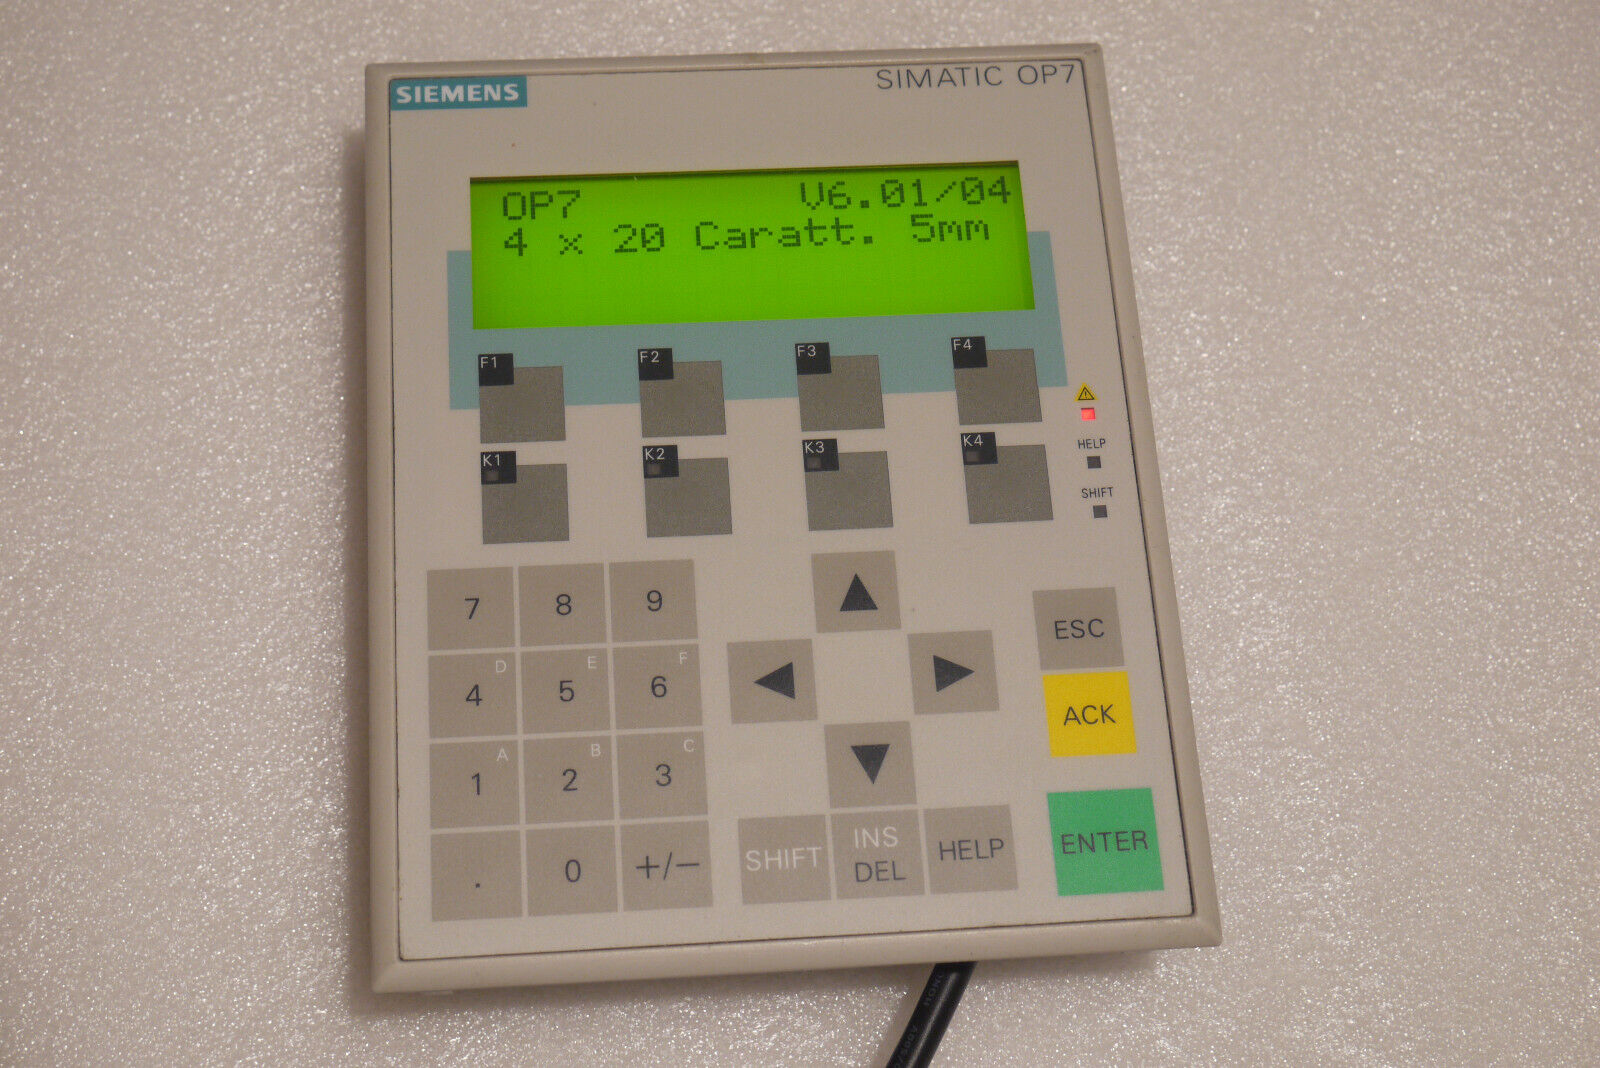 SIEMENS
SIMATIC OP7
OP7 V6.01/04
4 x 20 Caratt. 5mm
F1 F2 F3 F4
K1 K2 K3 K4
HELP
SHIFT
7 8 9
ESC
D E F
4 5 6
ACK
A B C
1 2 3
. 0 +/−
SHIFT
INS
DEL
HELP
ENTER